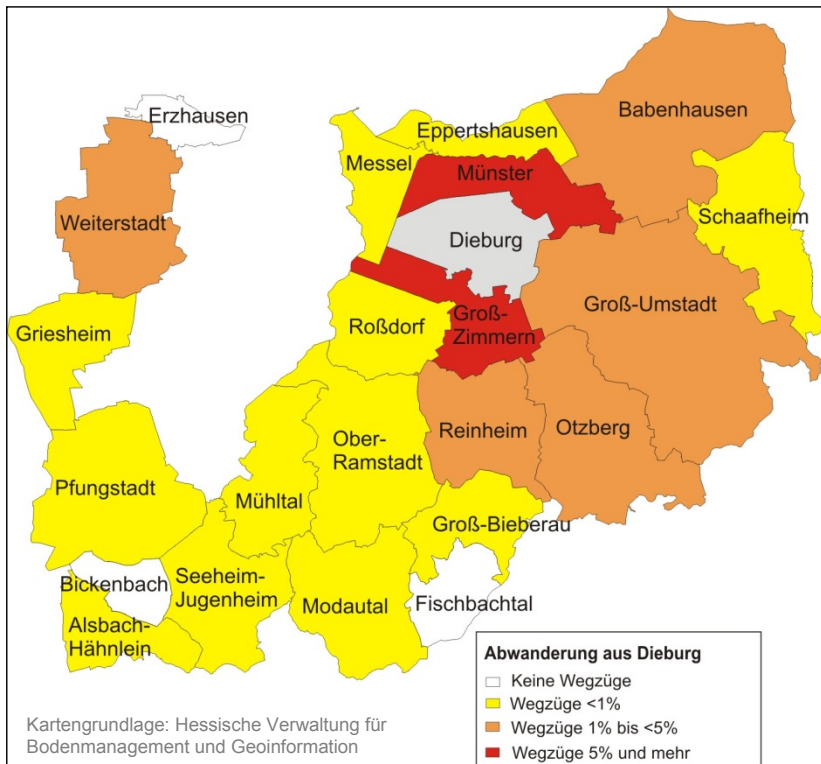 Erzhausen
Babenhausen
Eppertshausen
Messel
Münster
Weiterstadt
Schaafheim
Dieburg
Groß-Umstadt
Griesheim
Roßdorf
Groß-
Zimmern
Reinheim
Otzberg
Ober-
Ramstadt
Pfungstadt
Mühltal
Groß-Bieberau
Bickenbach
Seeheim-
Jugenheim
Modautal
Fischbachtal
Alsbach-
Hähnlein
Abwanderung aus Dieburg
Keine Wegzüge
Wegzüge <1%
Wegzüge 1% bis <5%
Wegzüge 5% und mehr
Kartengrundlage: Hessische Verwaltung für
Bodenmanagement und Geoinformation